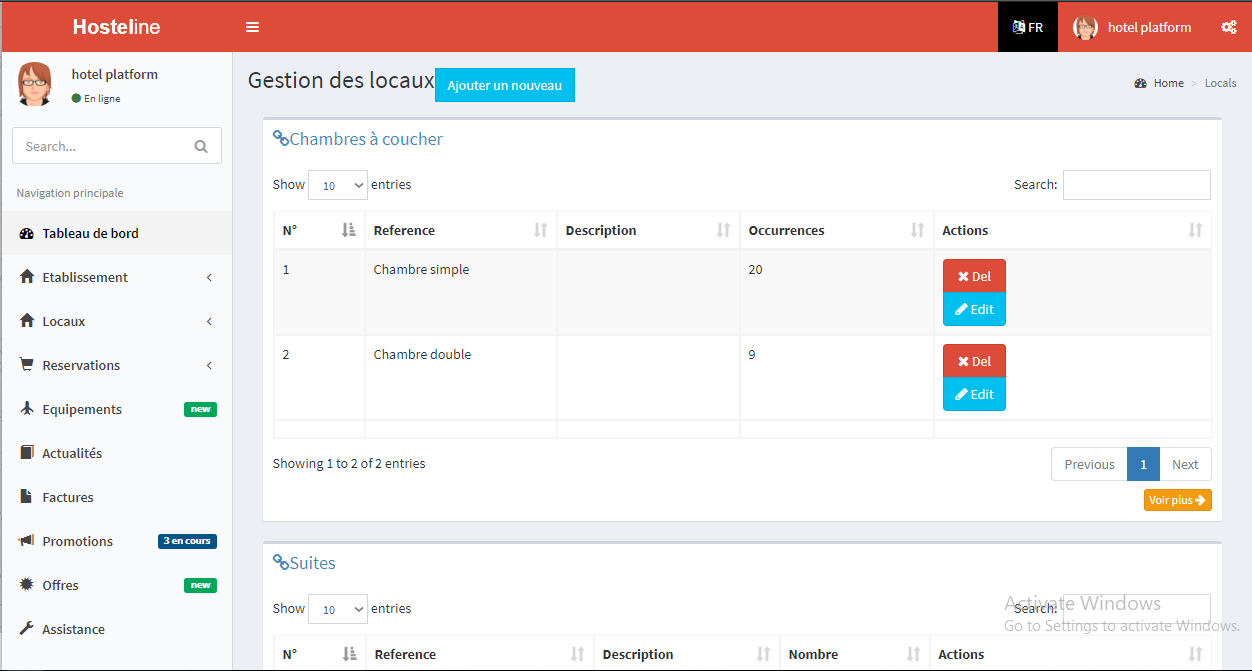 Hosteline
FR
hotel platform
hotel platform
En ligne
Search...
Navigation principale
Tableau de bord
Etablissement
Locaux
Reservations
Equipements new
Actualités
Factures
Promotions 3 en cours
Offres new
Assistance
Gestion des locaux Ajouter un nouveau
Home > Locals
Chambres à coucher
Show 10 entries Search:
N° Reference Description Occurrences Actions
1 Chambre simple 20 Del
Edit
2 Chambre double 9 Del
Edit
Showing 1 to 2 of 2 entries Previous 1 Next
Voir plus
Suites
Show 10 entries Search:
N° Reference Description Nombre Actions
Activate Windows
Go to Settings to activate Windows.